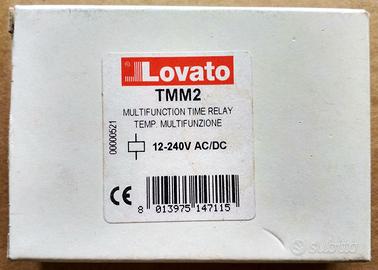 Lovato
TMM2
MULTIFUNCTION TIME RELAY
TEMP. MULTIFUNZIONE
12-240V AC/DC
00000521
CE
8 013975 147115
subito